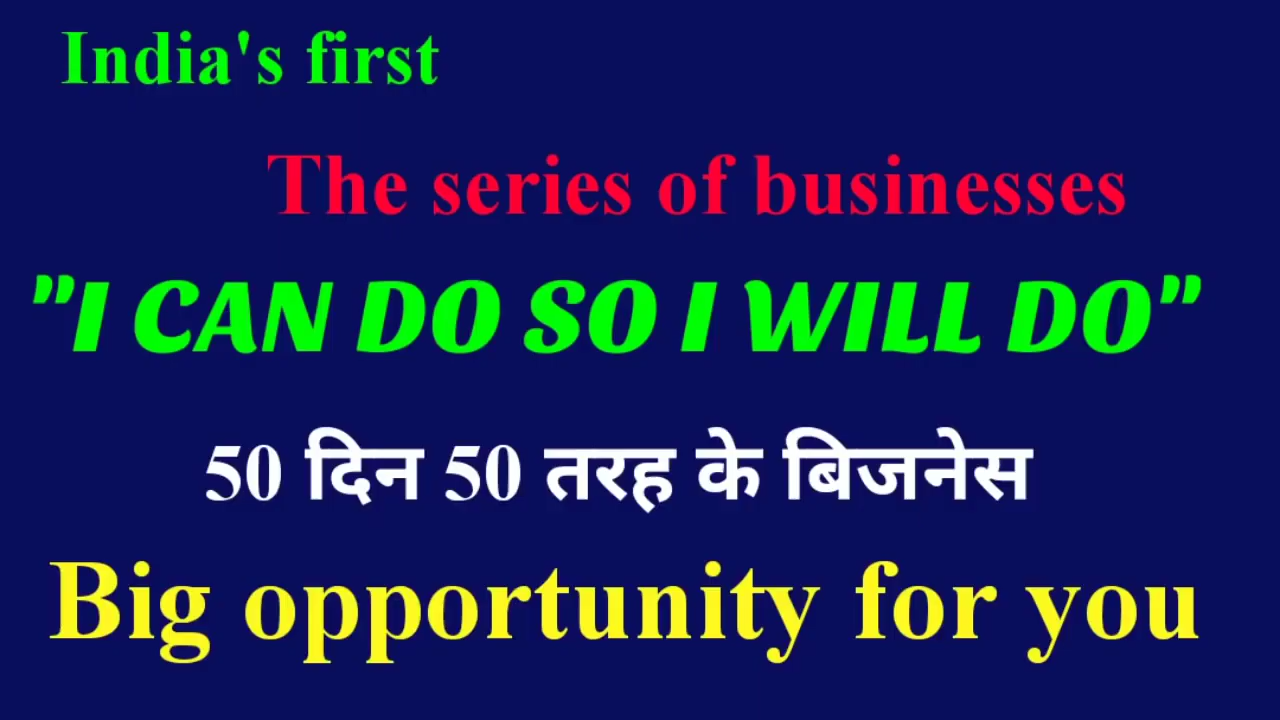 India's first
The series of businesses
"I CAN DO SO I WILL DO"
50 दिन 50 तरह के बिजनेस
Big opportunity for you